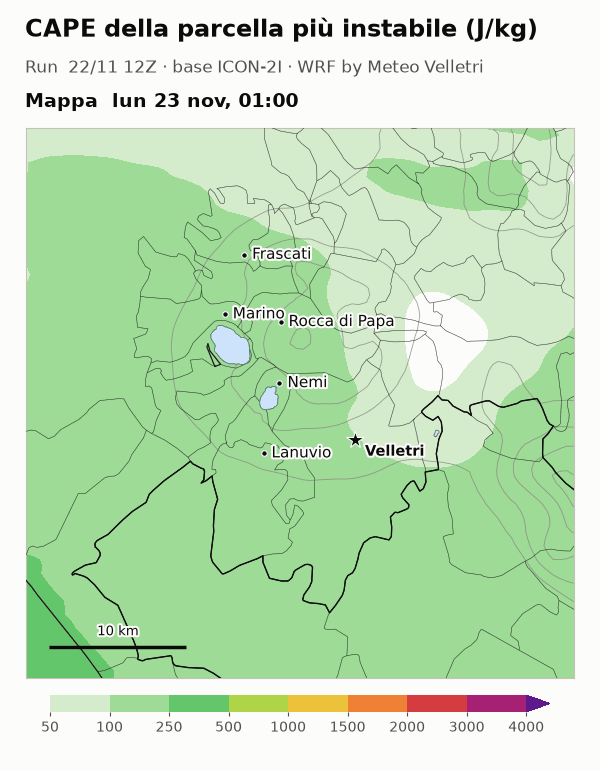 CAPE della parcella più instabile (J/kg)
Run  22/11 12Z · base ICON-2I · WRF by Meteo Velletri
Mappa  lun 23 nov, 01:00
Frascati
Marino
Rocca di Papa
Nemi
Velletri
Lanuvio
10 km
50 100 250 500 1000 1500 2000 3000 4000